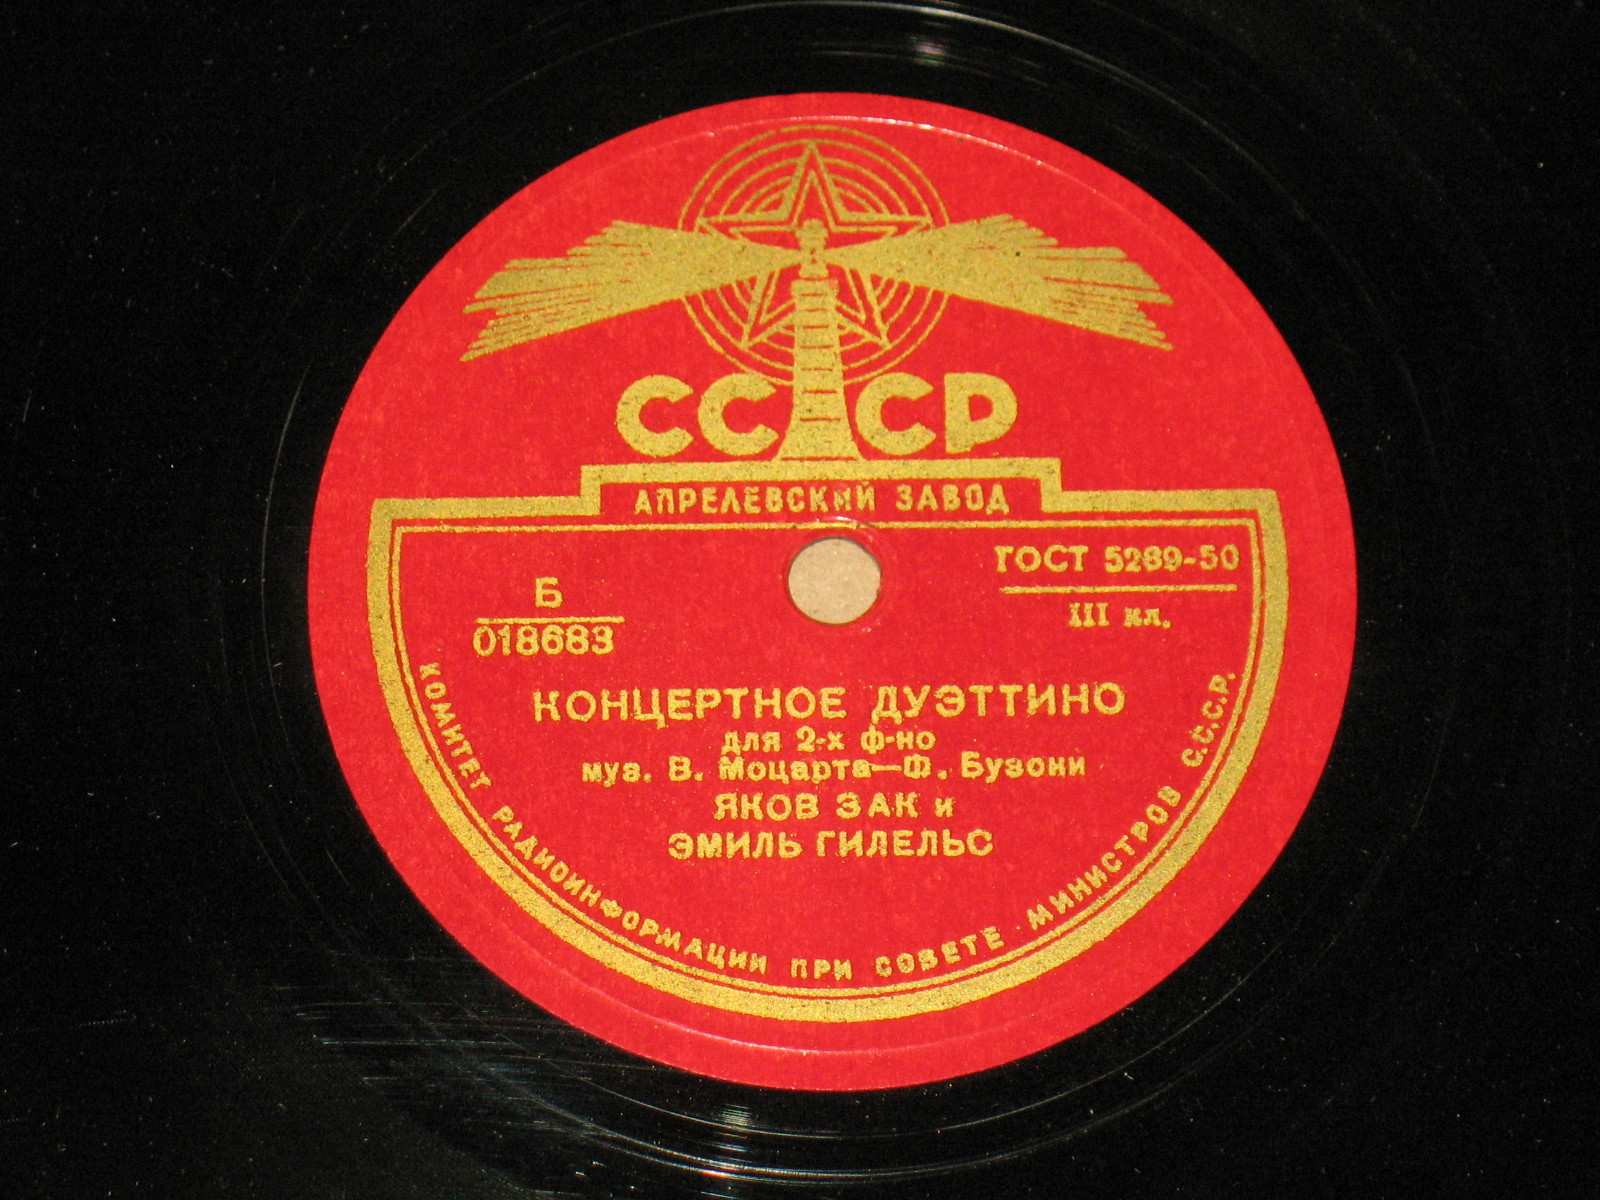 СССР
АПРЕЛЕВСКИЙ ЗАВОД
ГОСТ 5289-50
III кл.
Б
018683
КОНЦЕРТНОЕ ДУЭТТИНО
для 2-х ф-но
муз. В. Моцарта—Ф. Бузони
ЯКОВ ЗАК и
ЭМИЛЬ ГИЛЕЛЬС
КОМИТЕТ РАДИОИНФОРМАЦИИ ПРИ СОВЕТЕ МИНИСТРОВ С.С.С.Р.